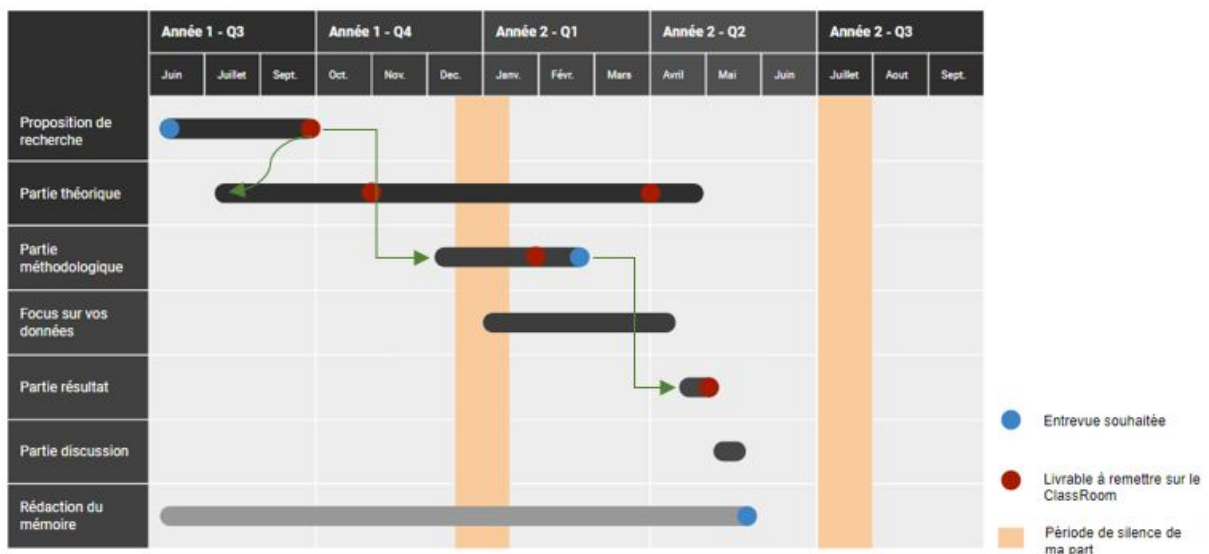 Année 1 - Q3 Année 1 - Q4 Année 2 - Q1 Année 2 - Q2 Année 2 - Q3
Juin Juillet Sept. Oct. Nov. Dec. Janv. Févr. Mars Avril Mai Juin Juillet Aout Sept.
Proposition de
recherche
Partie théorique
Partie
méthodologique
Focus sur vos
données
Partie résultat
Partie discussion
Rédaction du
mémoire
Entrevue souhaitée
Livrable à remettre sur le
ClassRoom
Période de silence de
ma part